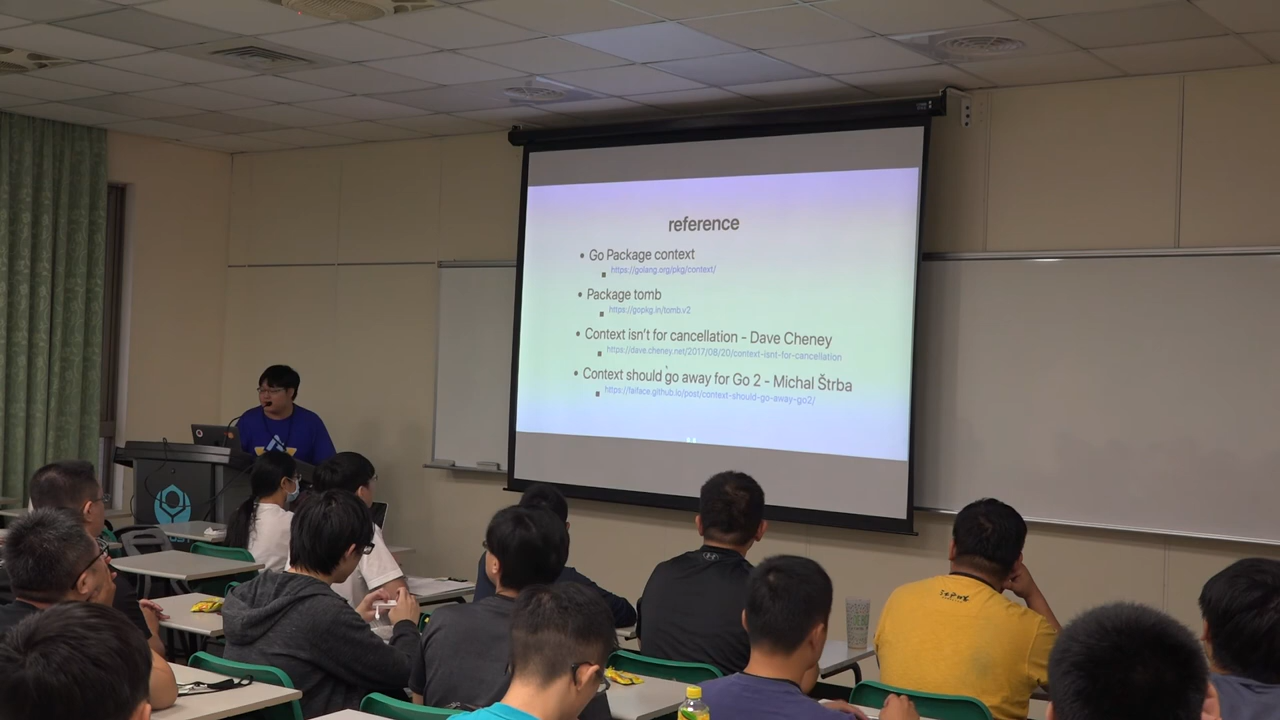 reference
• Go Package context
▪ https://golang.org/pkg/context/
• Package tomb
▪ https://gopkg.in/tomb.v2
• Context isn't for cancellation - Dave Cheney
▪ https://dave.cheney.net/2017/08/20/context-isnt-for-cancellation
• Context should go away for Go 2 - Michal Štrba
▪ https://faiface.github.io/post/context-should-go-away-go2/